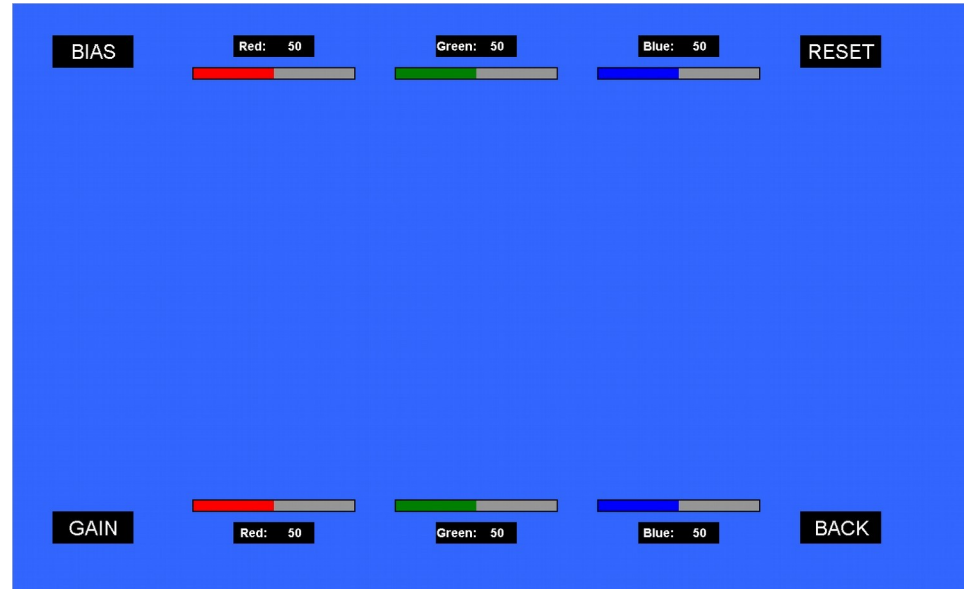 BIAS
Red: 50
Green: 50
Blue: 50
RESET
GAIN
Red: 50
Green: 50
Blue: 50
BACK